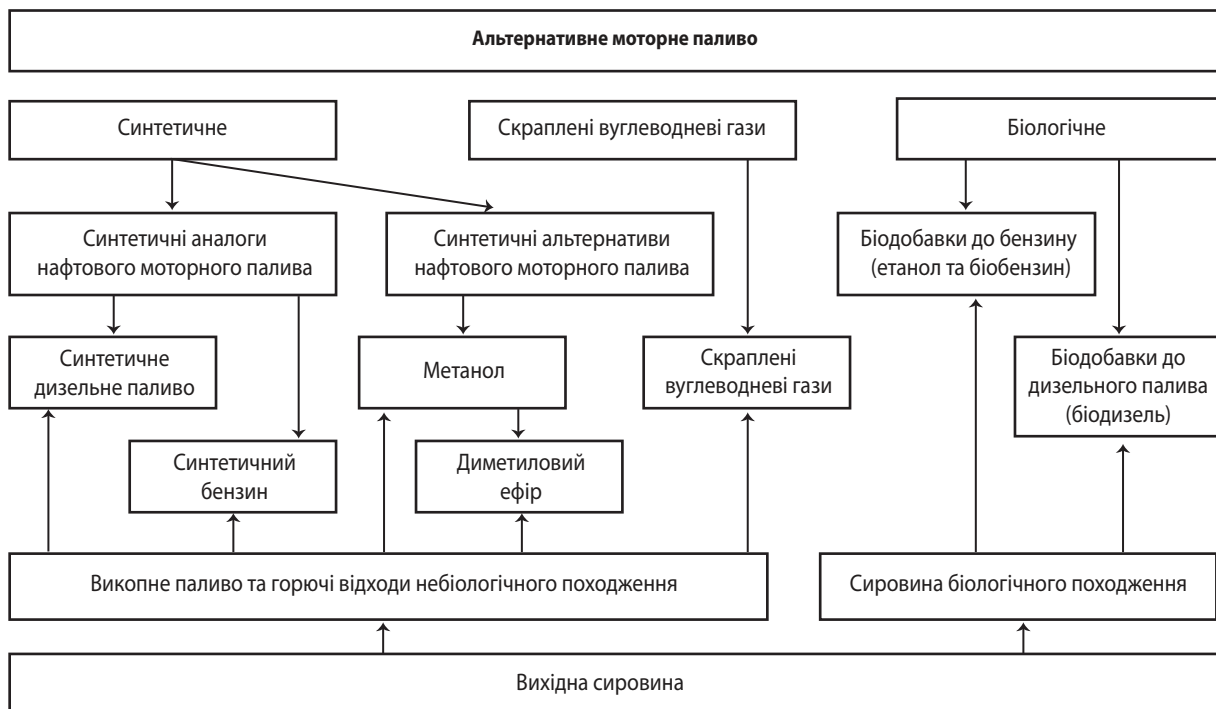 Альтернативне моторне паливо
Синтетичне
Скраплені вуглеводневі гази
Біологічне
Синтетичні аналоги
нафтового моторного палива
Синтетичні альтернативи
нафтового моторного палива
Біодобавки до бензину
(етанол та біобензин)
Синтетичне
дизельне паливо
Метанол
Скраплені
вуглеводневі гази
Біодобавки до
дизельного палива
(біодизель)
Синтетичний
бензин
Диметиловий
ефір
Викопне паливо та горючі відходи небіологічного походження
Сировина біологічного походження
Вихідна сировина